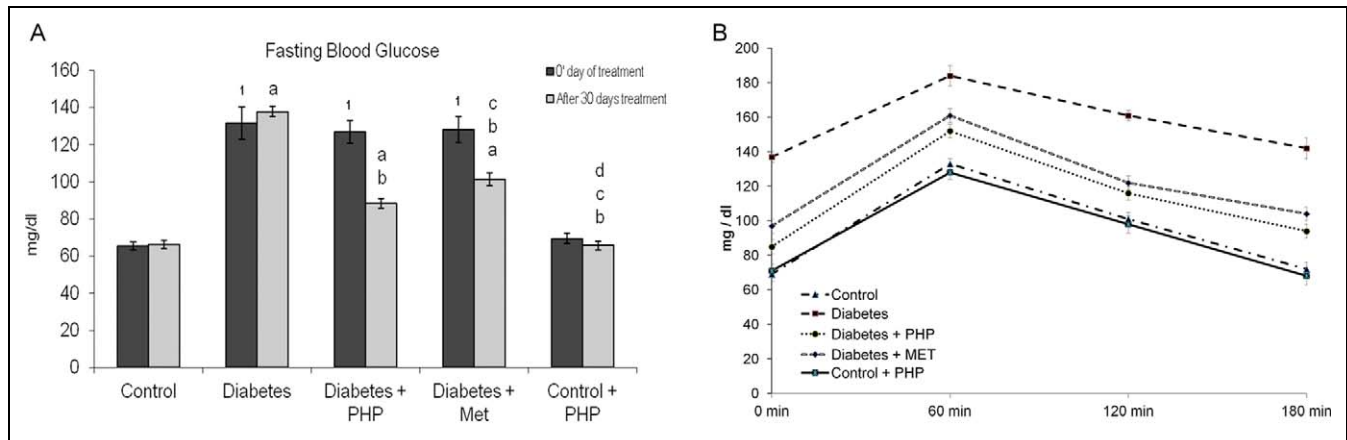 A
Fasting Blood Glucose
0' day of treatment
After 30 days treatment
mg/dl
160
140
120
100
80
60
40
20
0
1 a
1
a
b
1
c
b
a
d
c
b
Control
Diabetes
Diabetes +
PHP
Diabetes +
Met
Control +
PHP
B
mg / dl
200
180
160
140
120
100
80
60
40
20
0
Control
Diabetes
Diabetes + PHP
Diabetes + MET
Control + PHP
0 min
60 min
120 min
180 min